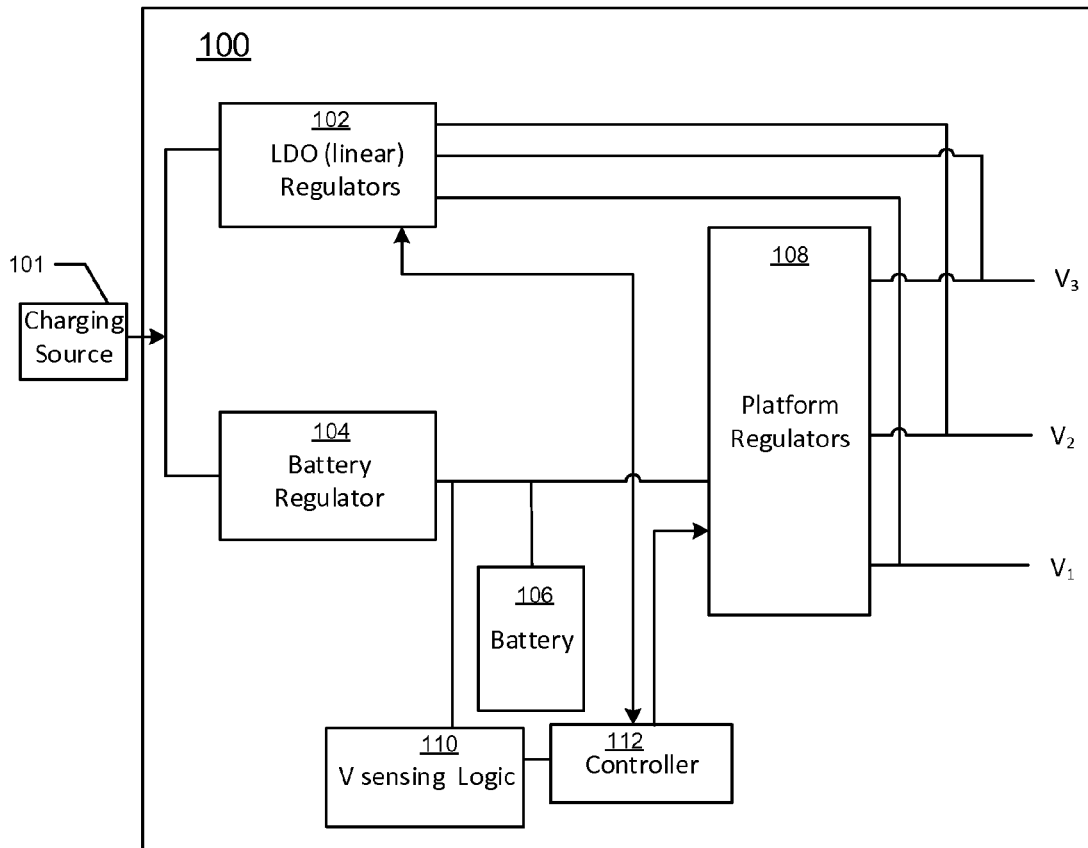 100
102
LDO (linear)
Regulators
101
Charging
Source
108
Platform
Regulators
V3
V2
V1
104
Battery
Regulator
106
Battery
110
V sensing Logic
112
Controller